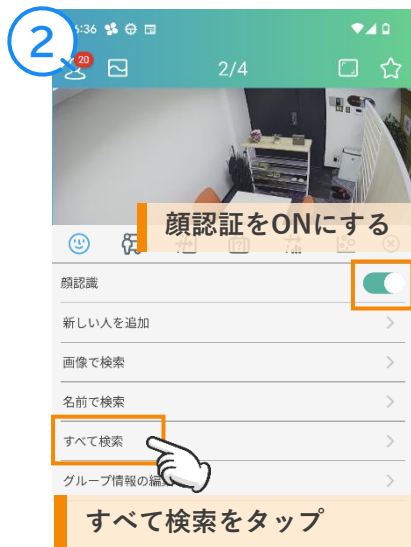 2
6:36
20
2/4
顔認証をONにする
顔認識
新しい人を追加
画像で検索
名前で検索
すべて検索
グループ情報の編
すべて検索をタップ